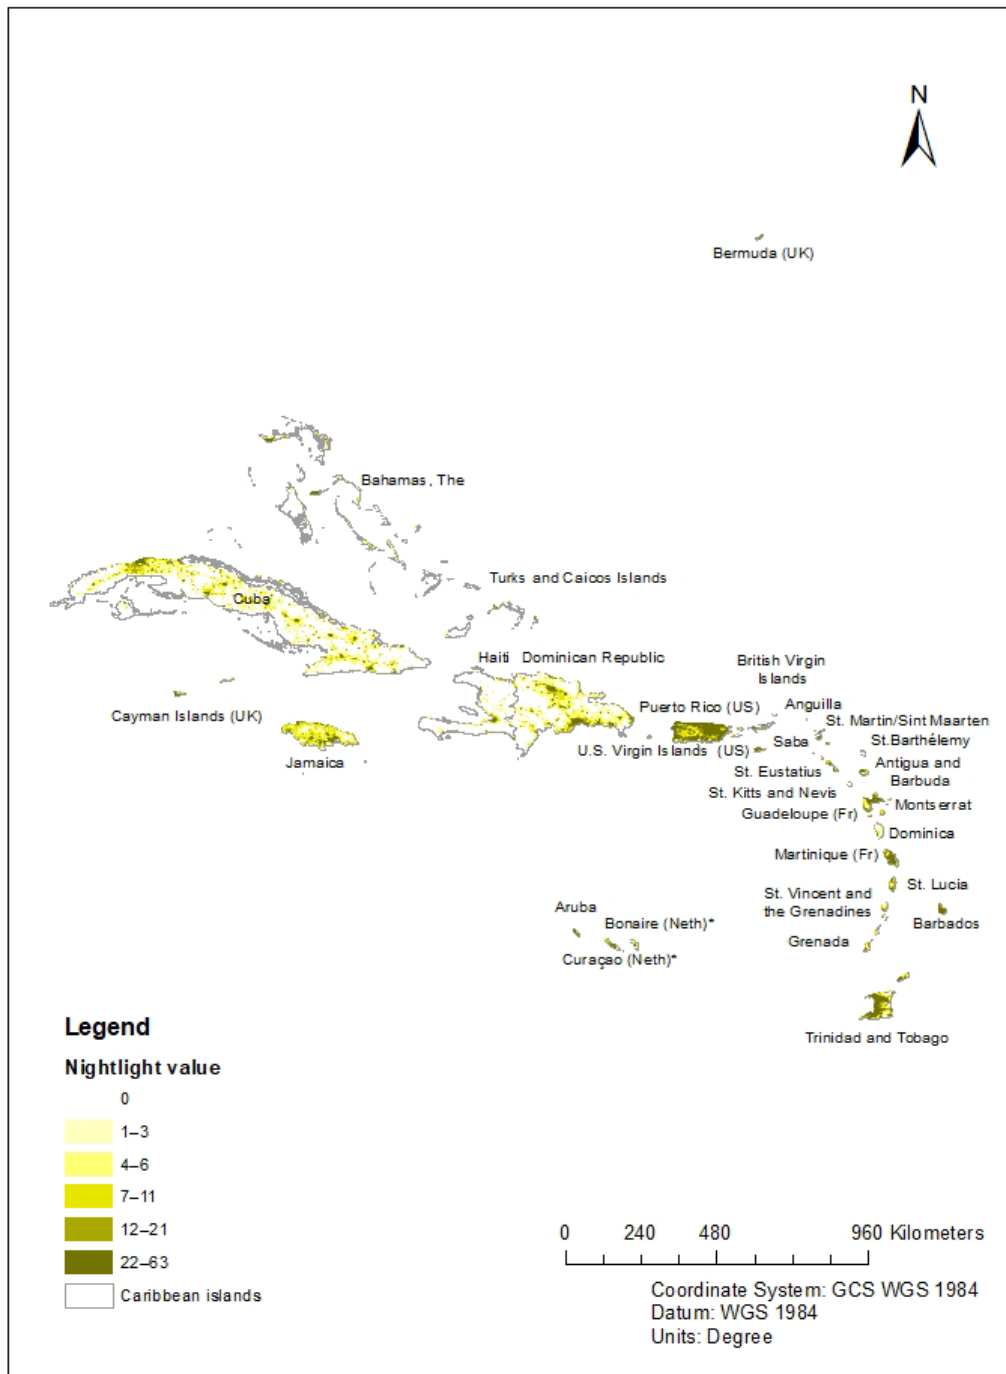 N
Bermuda (UK)
Bahamas, The
Turks and Caicos Islands
Cuba
Haiti Dominican Republic
British Virgin
Islands
Cayman Islands (UK)
Puerto Rico (US)
Anguilla
St. Martin/Sint Maarten
Jamaica
U.S. Virgin Islands (US)
Saba
St.Barthélemy
St. Eustatius
Antigua and
Barbuda
St. Kitts and Nevis
Montserrat
Guadeloupe (Fr)
Dominica
Martinique (Fr)
St. Lucia
St. Vincent and
the Grenadines
Barbados
Aruba
Bonaire (Neth)*
Grenada
Curaçao (Neth)*
Trinidad and Tobago
Legend
Nightlight value
0
1–3
4–6
7–11
12–21
22–63
Caribbean islands
0 240 480 960 Kilometers
Coordinate System: GCS WGS 1984
Datum: WGS 1984
Units: Degree